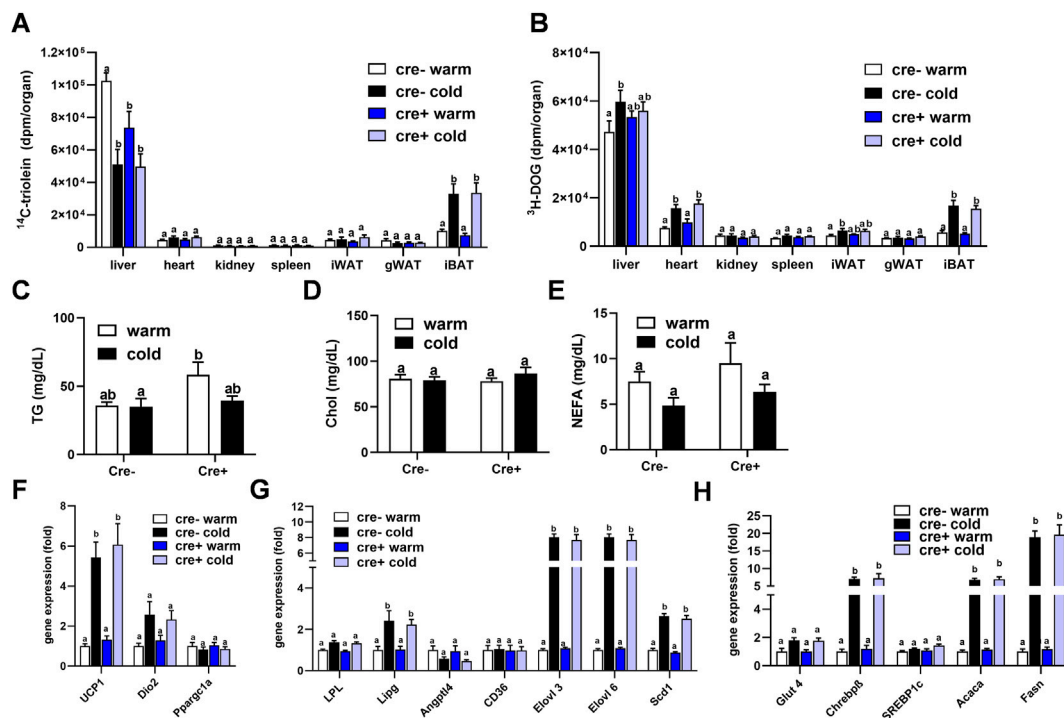 A
¹⁴C-triolein (dpm/organ)
1.2×10⁵
1×10⁵
8×10⁴
6×10⁴
4×10⁴
2×10⁴
0
cre- warm
cre- cold
cre+ warm
cre+ cold
a b b b
a a a a
a a a a
a a a a
a a a a
a a a a
a b a b
liver heart kidney spleen iWAT gWAT iBAT
B
³H-DOG (dpm/organ)
8×10⁴
6×10⁴
4×10⁴
2×10⁴
0
cre- warm
cre- cold
cre+ warm
cre+ cold
a b ab ab
a b a b
a a a a
a a a a
a b ab ab
a a a a
a b a b
liver heart kidney spleen iWAT gWAT iBAT
C
TG (mg/dL)
100
50
0
warm
cold
ab a b ab
Cre- Cre+
D
Chol (mg/dL)
150
100
50
0
warm
cold
a a a a
Cre- Cre+
E
NEFA (mg/dL)
15
10
5
0
warm
cold
a a a a
Cre- Cre+
F
gene expression (fold)
8
6
4
2
0
cre- warm
cre- cold
cre+ warm
cre+ cold
a b a b
a a a a
a a a a
UCP1 Dio2 Ppargc1a
G
gene expression (fold)
12
10
8
6
4
2
0
cre- warm
cre- cold
cre+ warm
cre+ cold
a a a a
a b a b
a a a a
a a a a
a b a b
a b a b
a b a b
LPL Lipg Angptl4 CD36 Elovl 3 Elovl 6 Scd1
H
gene expression (fold)
25
20
15
10
5
4
2
0
cre- warm
cre- cold
cre+ warm
cre+ cold
a a a a
a b a b
a a a a
a b a b
a b a b
Glut 4 Chrebpß SREBP1c Acaca Fasn